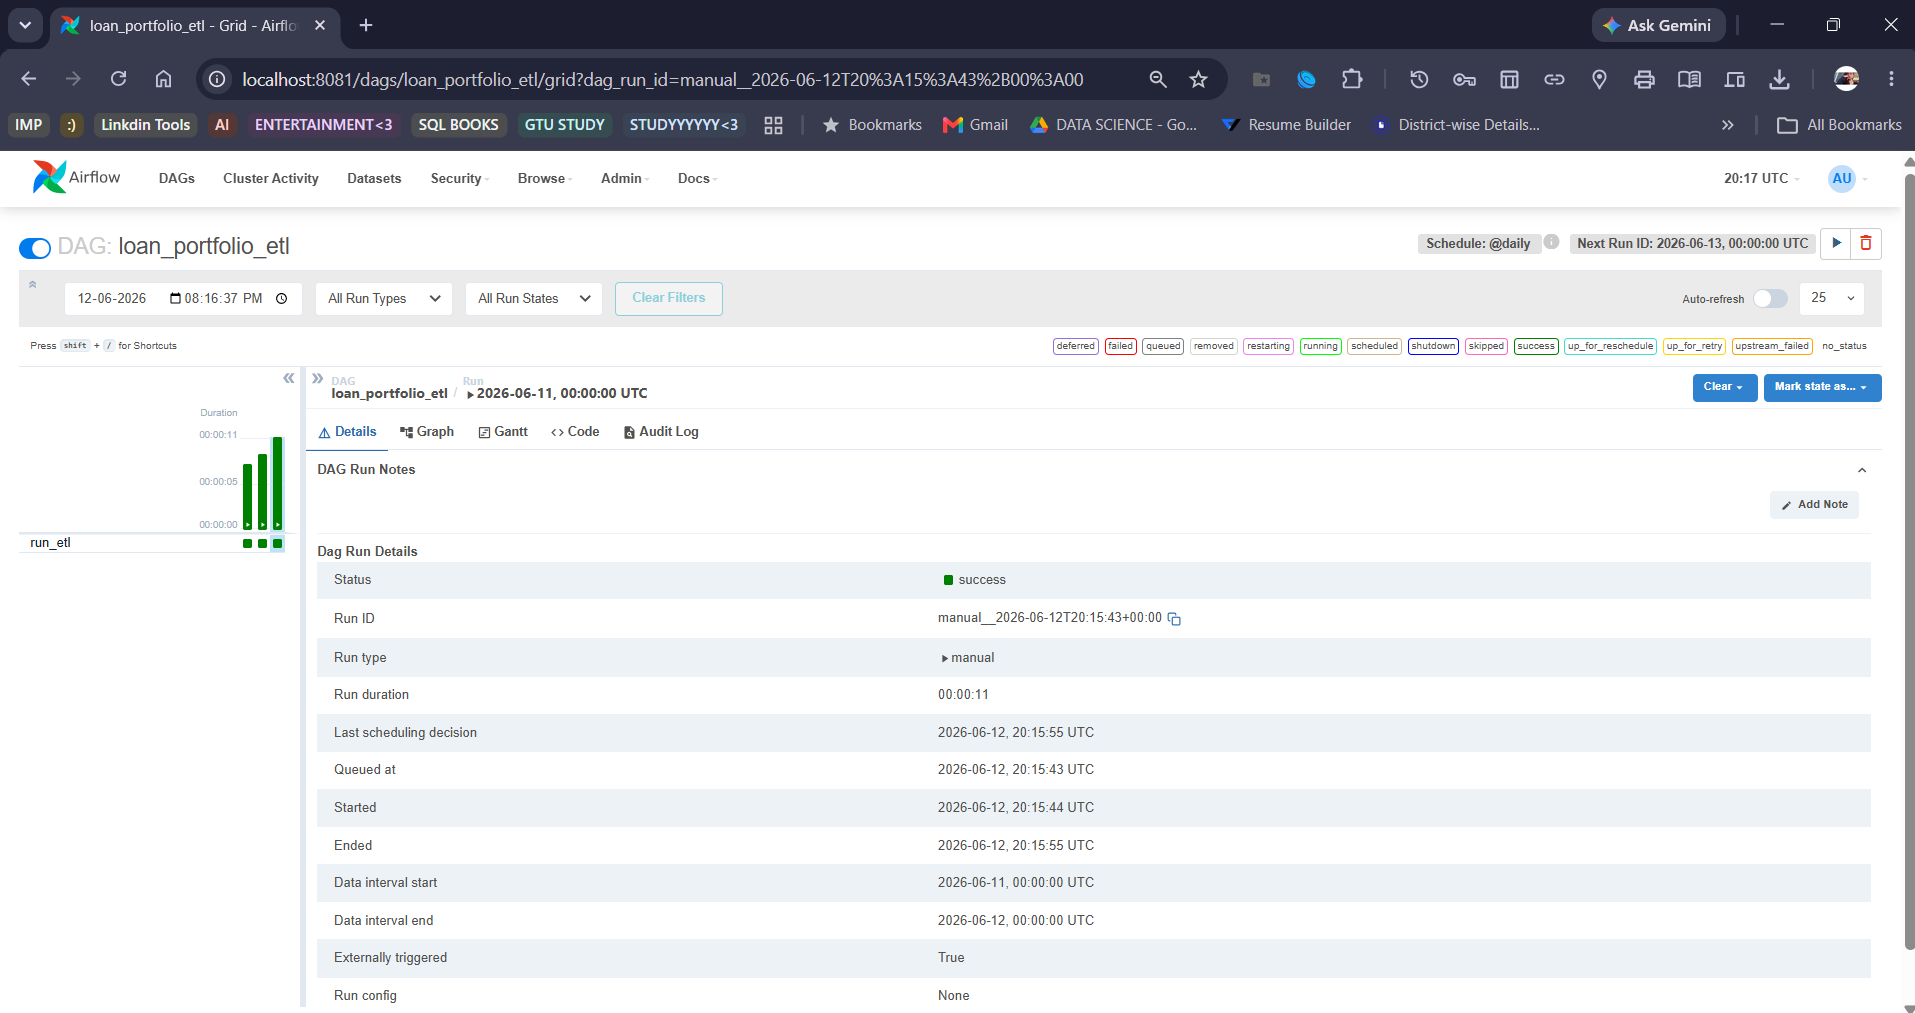 loan_portfolio_etl - Grid - Airflo
Ask Gemini
localhost:8081/dags/loan_portfolio_etl/grid?dag_run_id=manual__2026-06-12T20%3A15%3A43%2B00%3A00
IMP :) Linkdin Tools AI ENTERTAINMENT<3 SQL BOOKS GTU STUDY STUDYYYYYY<3 Bookmarks Gmail DATA SCIENCE - Go... Resume Builder District-wise Details... » All Bookmarks
Airflow DAGs Cluster Activity Datasets Security Browse Admin Docs 20:17 UTC AU
DAG: loan_portfolio_etl Schedule: @daily i Next Run ID: 2026-06-13, 00:00:00 UTC
12-06-2026 08:16:37 PM All Run Types All Run States Clear Filters Auto-refresh 25
Press shift + / for Shortcuts deferred failed queued removed restarting running scheduled shutdown skipped success up_for_reschedule up_for_retry upstream_failed no_status
DAG Run
loan_portfolio_etl / 2026-06-11, 00:00:00 UTC Clear Mark state as...
Duration
00:00:11
00:00:05
00:00:00
run_etl
Details Graph Gantt Code Audit Log
DAG Run Notes
Add Note
Dag Run Details
Status success
Run ID manual__2026-06-12T20:15:43+00:00
Run type manual
Run duration 00:00:11
Last scheduling decision 2026-06-12, 20:15:55 UTC
Queued at 2026-06-12, 20:15:43 UTC
Started 2026-06-12, 20:15:44 UTC
Ended 2026-06-12, 20:15:55 UTC
Data interval start 2026-06-11, 00:00:00 UTC
Data interval end 2026-06-12, 00:00:00 UTC
Externally triggered True
Run config None